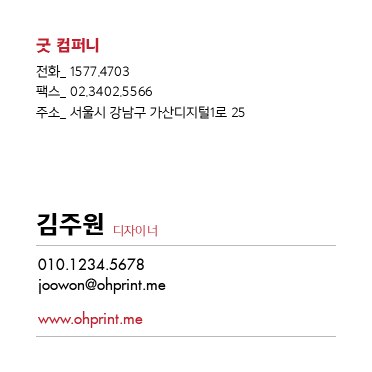 굿 컴퍼니
전화_ 1577.4703
팩스_ 02.3402.5566
주소_ 서울시 강남구 가산디지털1로 25
김주원 디자이너
010.1234.5678
joowon@ohprint.me
www.ohprint.me